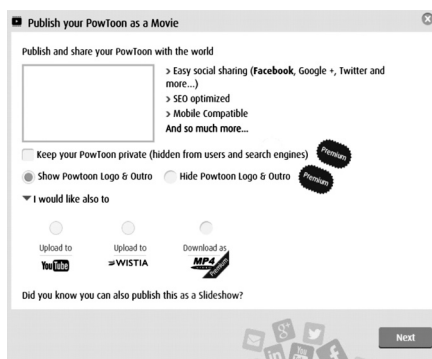 Publish your PowToon as a Movie
Publish and share your PowToon with the world
> Easy social sharing (Facebook, Google +, Twitter and
more...)
> SEO optimized
> Mobile Compatible
And so much more...
Keep your PowToon private (hidden from users and search engines) Premium
Show Powtoon Logo & Outro Hide Powtoon Logo & Outro Premium
I would like also to
Upload to Upload to Download as
YouTube WISTIA MP4 Premium
Did you know you can also publish this as a Slideshow?
Next